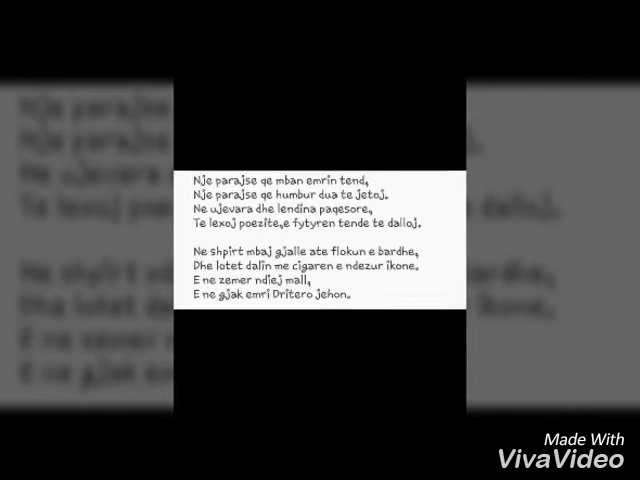 Nje parajse qe mban emrin tend,
Nje parajse qe humbur dua te jetoj.
Ne ujevara dhe lendina paqesore,
Te lexoj poezite,e fytyren tende te dalloj.
Ne shpirt mbaj gjalle ate flokun e bardhe,
Dhe lotet dalin me cigaren e ndezur ikone.
E ne zemer ndiej mall,
E ne gjak emri Dritero jehon.
Made With
VivaVideo